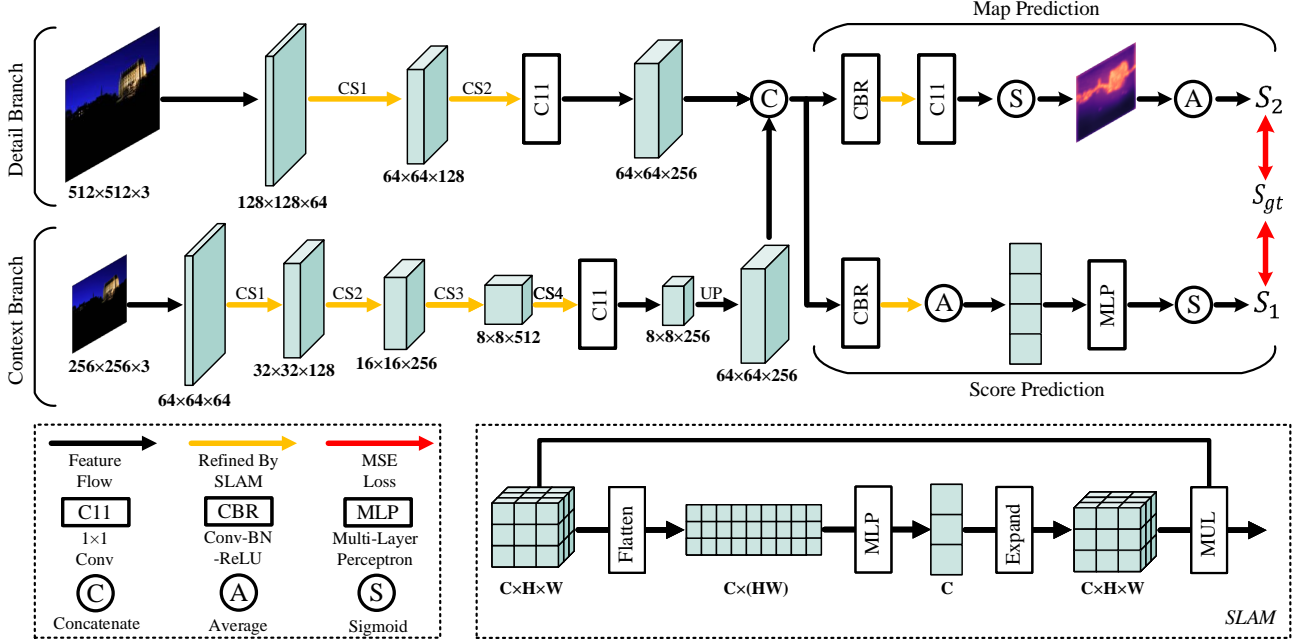 Map Prediction
Detail Branch
512×512×3
128×128×64
CS1
64×64×128
CS2
C11
64×64×256
C
CBR
C11
S
A
S2
Sgt
Context Branch
256×256×3
64×64×64
CS1
32×32×128
CS2
16×16×256
CS3
8×8×512
CS4
C11
8×8×256
UP
64×64×256
CBR
A
MLP
S
S1
Score Prediction
Feature
Flow
Refined By
SLAM
MSE
Loss
C11
1×1
Conv
CBR
Conv-BN
-ReLU
MLP
Multi-Layer
Perceptron
C
Concatenate
A
Average
S
Sigmoid
C×H×W
Flatten
C×(HW)
MLP
C
Expand
C×H×W
MUL
SLAM